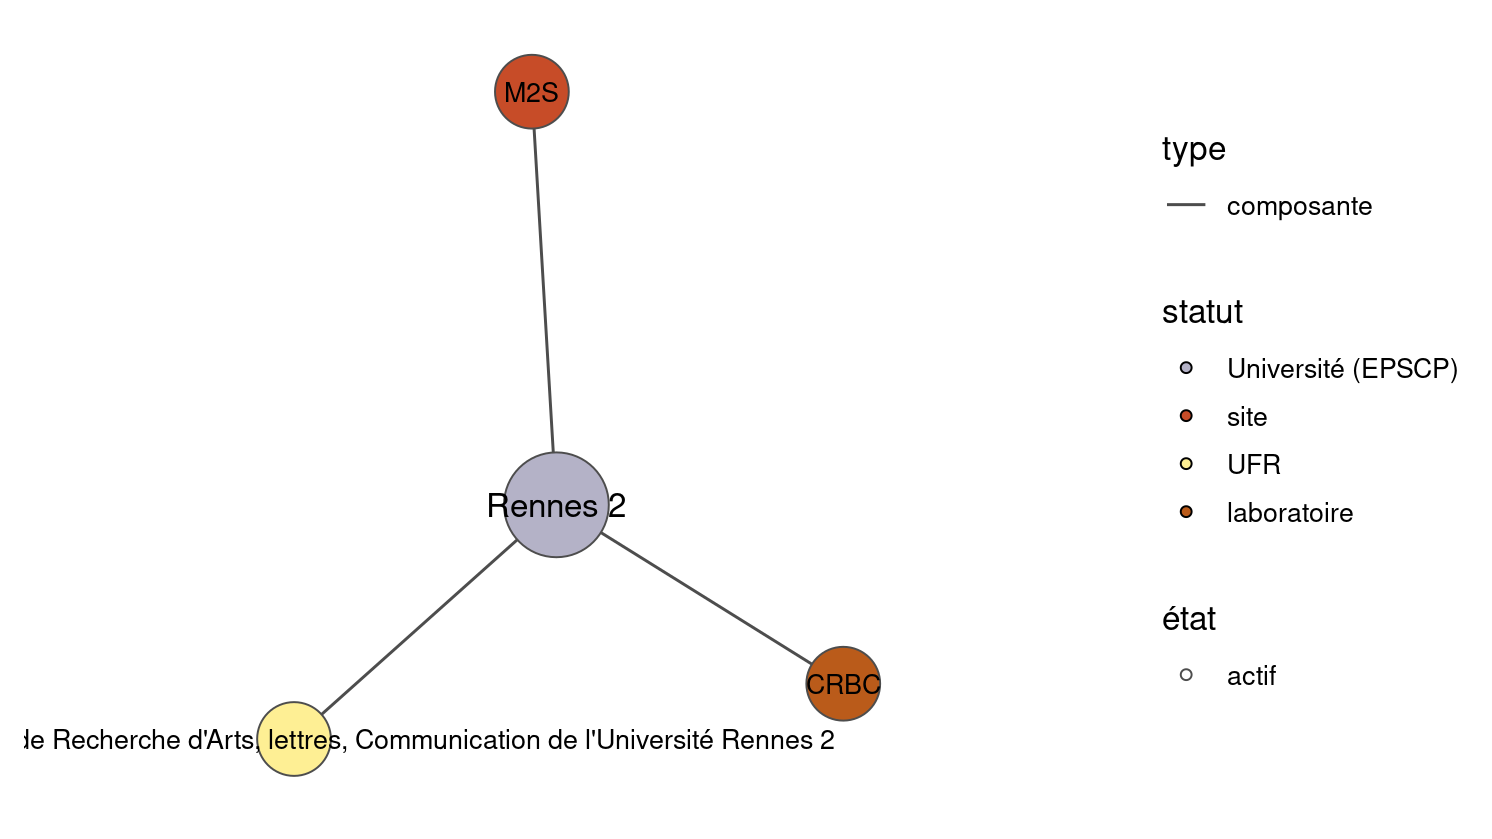 M2S
Rennes 2
CRBC
de Recherche d'Arts, lettres, Communication de l'Université Rennes 2
type
composante
statut
Université (EPSCP)
site
UFR
laboratoire
état
actif